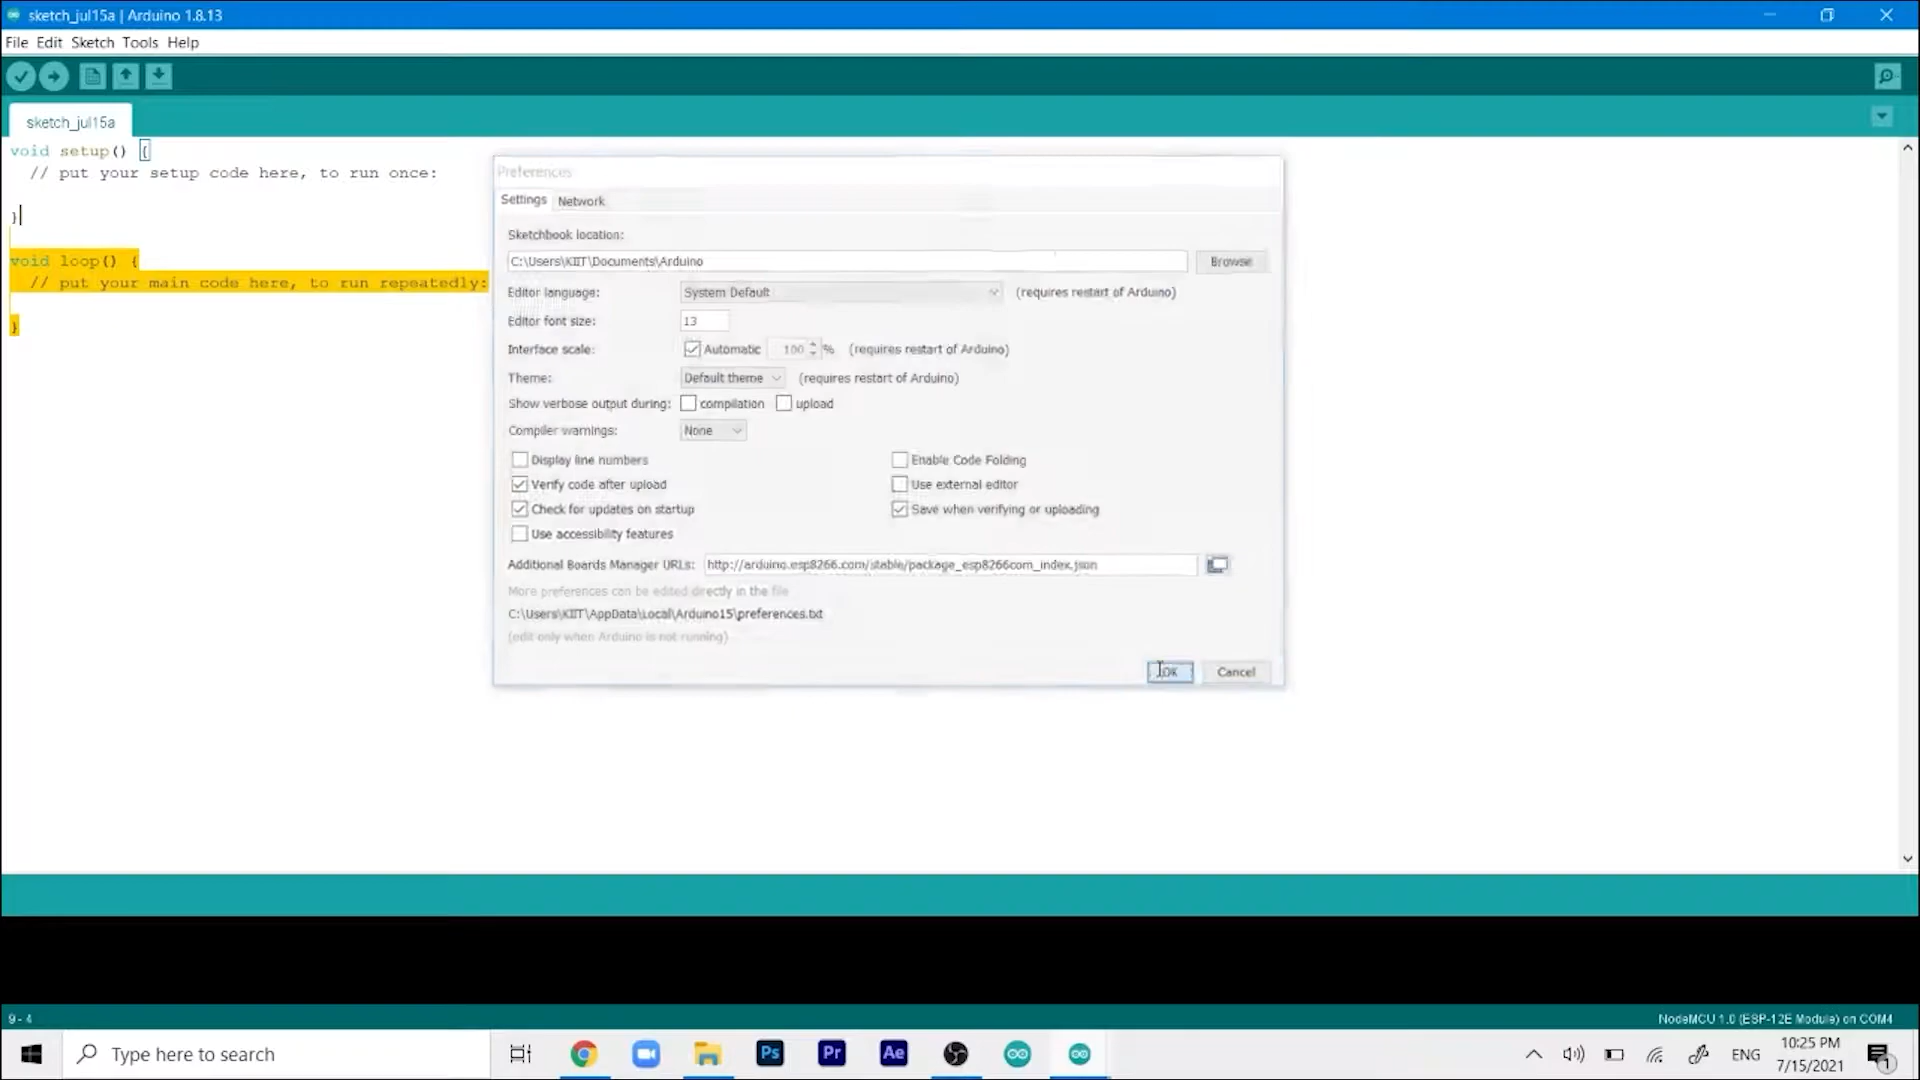 sketch_jul15a | Arduino 1.8.13
File Edit Sketch Tools Help
sketch_jul15a
void setup() {
// put your setup code here, to run once:
}
void loop() {
// put your main code here, to run repeatedly:
}
Preferences
Settings Network
Sketchbook location:
C:\Users\KIIT\Documents\Arduino Browse
Editor language: System Default (requires restart of Arduino)
Editor font size: 13
Interface scale: Automatic 100 % (requires restart of Arduino)
Theme: Default theme (requires restart of Arduino)
Show verbose output during: compilation upload
Compiler warnings: None
Display line numbers Enable Code Folding
Verify code after upload Use external editor
Check for updates on startup Save when verifying or uploading
Use accessibility features
Additional Boards Manager URLs: http://arduino.esp8266.com/stable/package_esp8266com_index.json
More preferences can be edited directly in the file
C:\Users\KIIT\AppData\Local\Arduino15\preferences.txt
(edit only when Arduino is not running)
OK Cancel
9 - 4 NodeMCU 1.0 (ESP-12E Module) on COM4
Type here to search Ps Pr Ae ENG 10:25 PM
7/15/2021 1